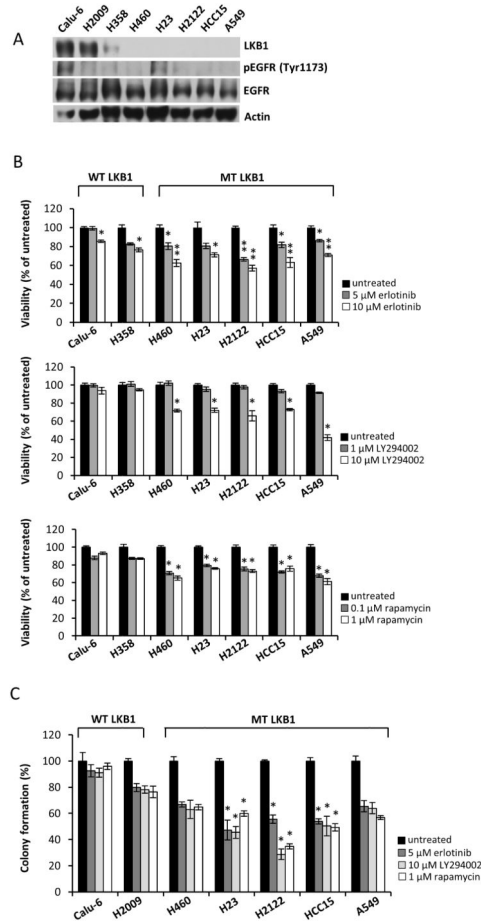 A
Calu-6 H2009 H358 H460 H23 H2122 HCC15 A549
LKB1
pEGFR (Tyr1173)
EGFR
Actin
B
WT LKB1 MT LKB1
Viability (% of untreated)
120
100
80
60
40
20
0
* * * * * * * * * * * * * * * *
untreated
5 µM erlotinib
10 µM erlotinib
Calu-6 H358 H460 H23 H2122 HCC15 A549
Viability (% of untreated)
120
100
80
60
40
20
0
* * * * *
untreated
1 µM LY294002
10 µM LY294002
Calu-6 H358 H460 H23 H2122 HCC15 A549
Viability (% of untreated)
120
100
80
60
40
20
0
* * * * * * * * * *
untreated
0.1 µM rapamycin
1 µM rapamycin
Calu-6 H358 H460 H23 H2122 HCC15 A549
C
WT LKB1 MT LKB1
Colony formation (%)
120
100
80
60
40
20
0
* * * * * * * * *
untreated
5 µM erlotinib
10 µM LY294002
1 µM rapamycin
Calu-6 H2009 H460 H23 H2122 HCC15 A549